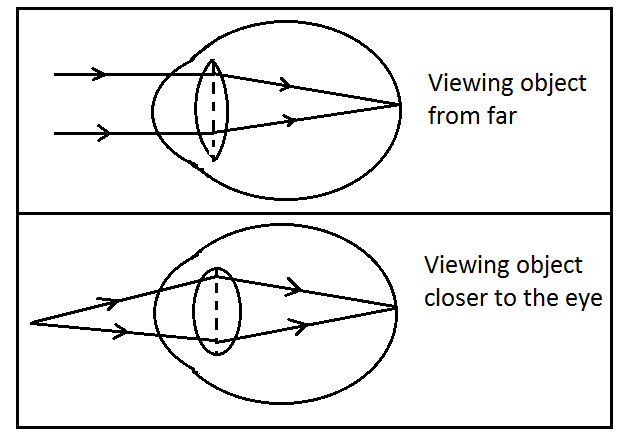 Viewing object
from far
Viewing object
closer to the eye